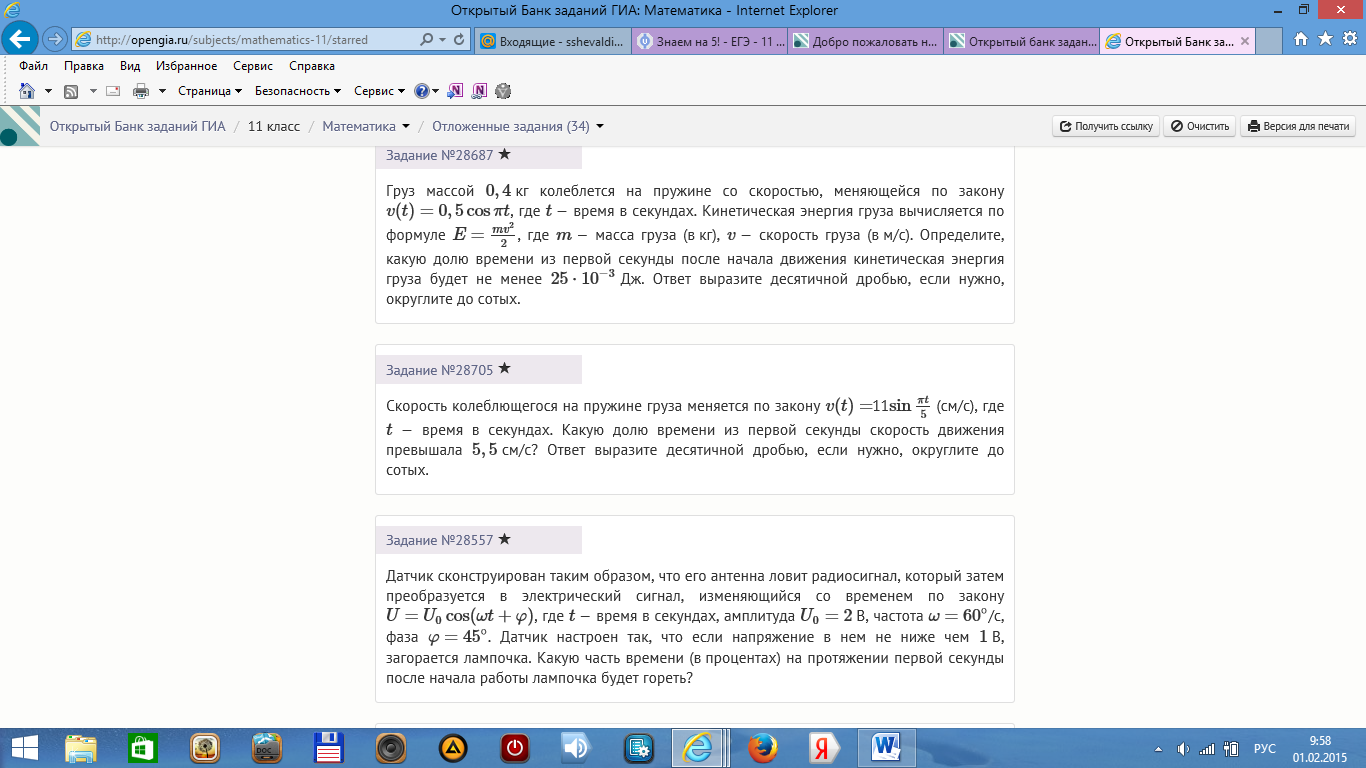 Открытый Банк заданий ГИА: Математика - Internet Explorer
http://opengia.ru/subjects/mathematics-11/starred
Входящие - sshevaldi...
Знаем на 5! - ЕГЭ - 11 ...
Добро пожаловать н...
Открытый банк задан...
Открытый Банк за...
Файл Правка Вид Избранное Сервис Справка
Страница Безопасность Сервис
Открытый Банк заданий ГИА / 11 класс / Математика / Отложенные задания (34)
Получить ссылку Очистить Версия для печати
Задание №28687 ★
Груз массой 0,4 кг колеблется на пружине со скоростью, меняющейся по закону
v(t) = 0,5 cos πt, где t – время в секундах. Кинетическая энергия груза вычисляется по
формуле E = mv²/2, где m – масса груза (в кг), v – скорость груза (в м/с). Определите,
какую долю времени из первой секунды после начала движения кинетическая энергия
груза будет не менее 25 · 10⁻³ Дж. Ответ выразите десятичной дробью, если нужно,
округлите до сотых.
Задание №28705 ★
Скорость колеблющегося на пружине груза меняется по закону v(t) =11sin πt/5 (см/с), где
t – время в секундах. Какую долю времени из первой секунды скорость движения
превышала 5,5 см/с? Ответ выразите десятичной дробью, если нужно, округлите до
сотых.
Задание №28557 ★
Датчик сконструирован таким образом, что его антенна ловит радиосигнал, который затем
преобразуется в электрический сигнал, изменяющийся со временем по закону
U = U₀ cos(ωt + φ), где t – время в секундах, амплитуда U₀ = 2 В, частота ω = 60°/с,
фаза φ = 45°. Датчик настроен так, что если напряжение в нем не ниже чем 1 В,
загорается лампочка. Какую часть времени (в процентах) на протяжении первой секунды
после начала работы лампочка будет гореть?
РУС
9:58
01.02.2015